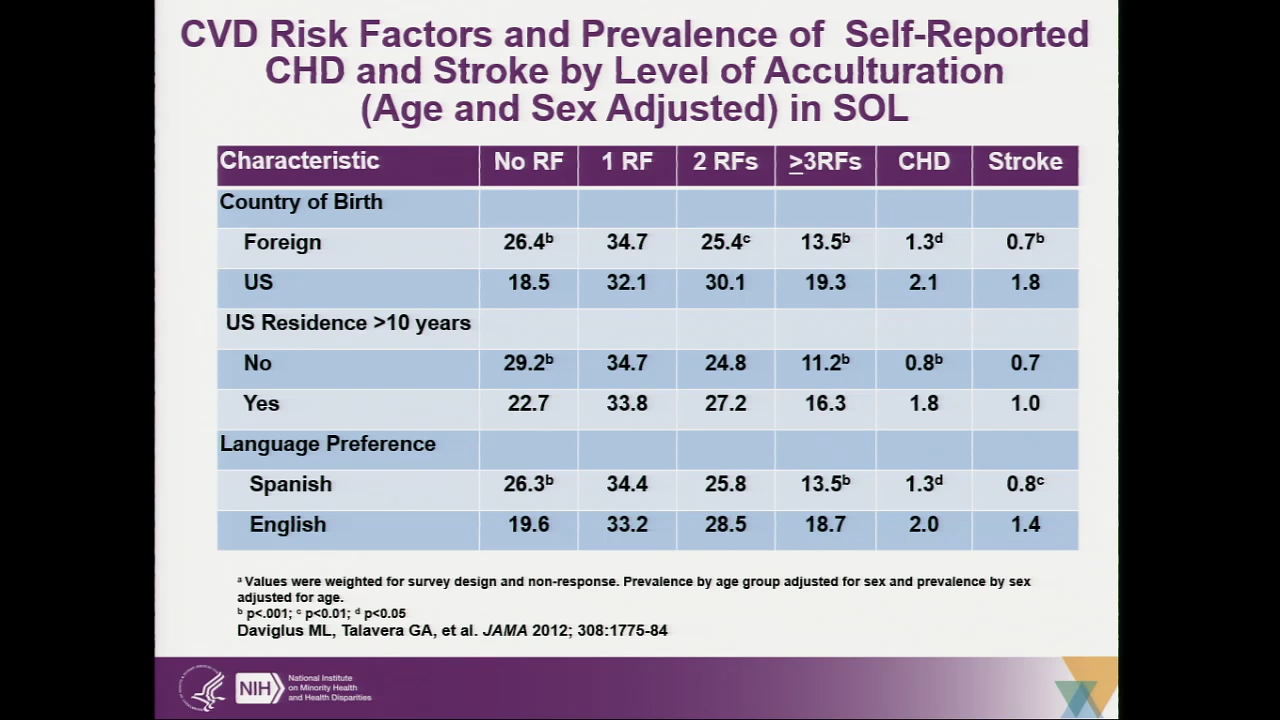 CVD Risk Factors and Prevalence of Self-Reported
CHD and Stroke by Level of Acculturation
(Age and Sex Adjusted) in SOL
Characteristic No RF 1 RF 2 RFs ≥3RFs CHD Stroke
Country of Birth
Foreign 26.4ᵇ 34.7 25.4ᶜ 13.5ᵇ 1.3ᵈ 0.7ᵇ
US 18.5 32.1 30.1 19.3 2.1 1.8
US Residence >10 years
No 29.2ᵇ 34.7 24.8 11.2ᵇ 0.8ᵇ 0.7
Yes 22.7 33.8 27.2 16.3 1.8 1.0
Language Preference
Spanish 26.3ᵇ 34.4 25.8 13.5ᵇ 1.3ᵈ 0.8ᶜ
English 19.6 33.2 28.5 18.7 2.0 1.4
ᵃ Values were weighted for survey design and non-response. Prevalence by age group adjusted for sex and prevalence by sex
adjusted for age.
ᵇ p<.001; ᶜ p<0.01; ᵈ p<0.05
Daviglus ML, Talavera GA, et al. JAMA 2012; 308:1775-84
NIH
National Institute
on Minority Health
and Health Disparities